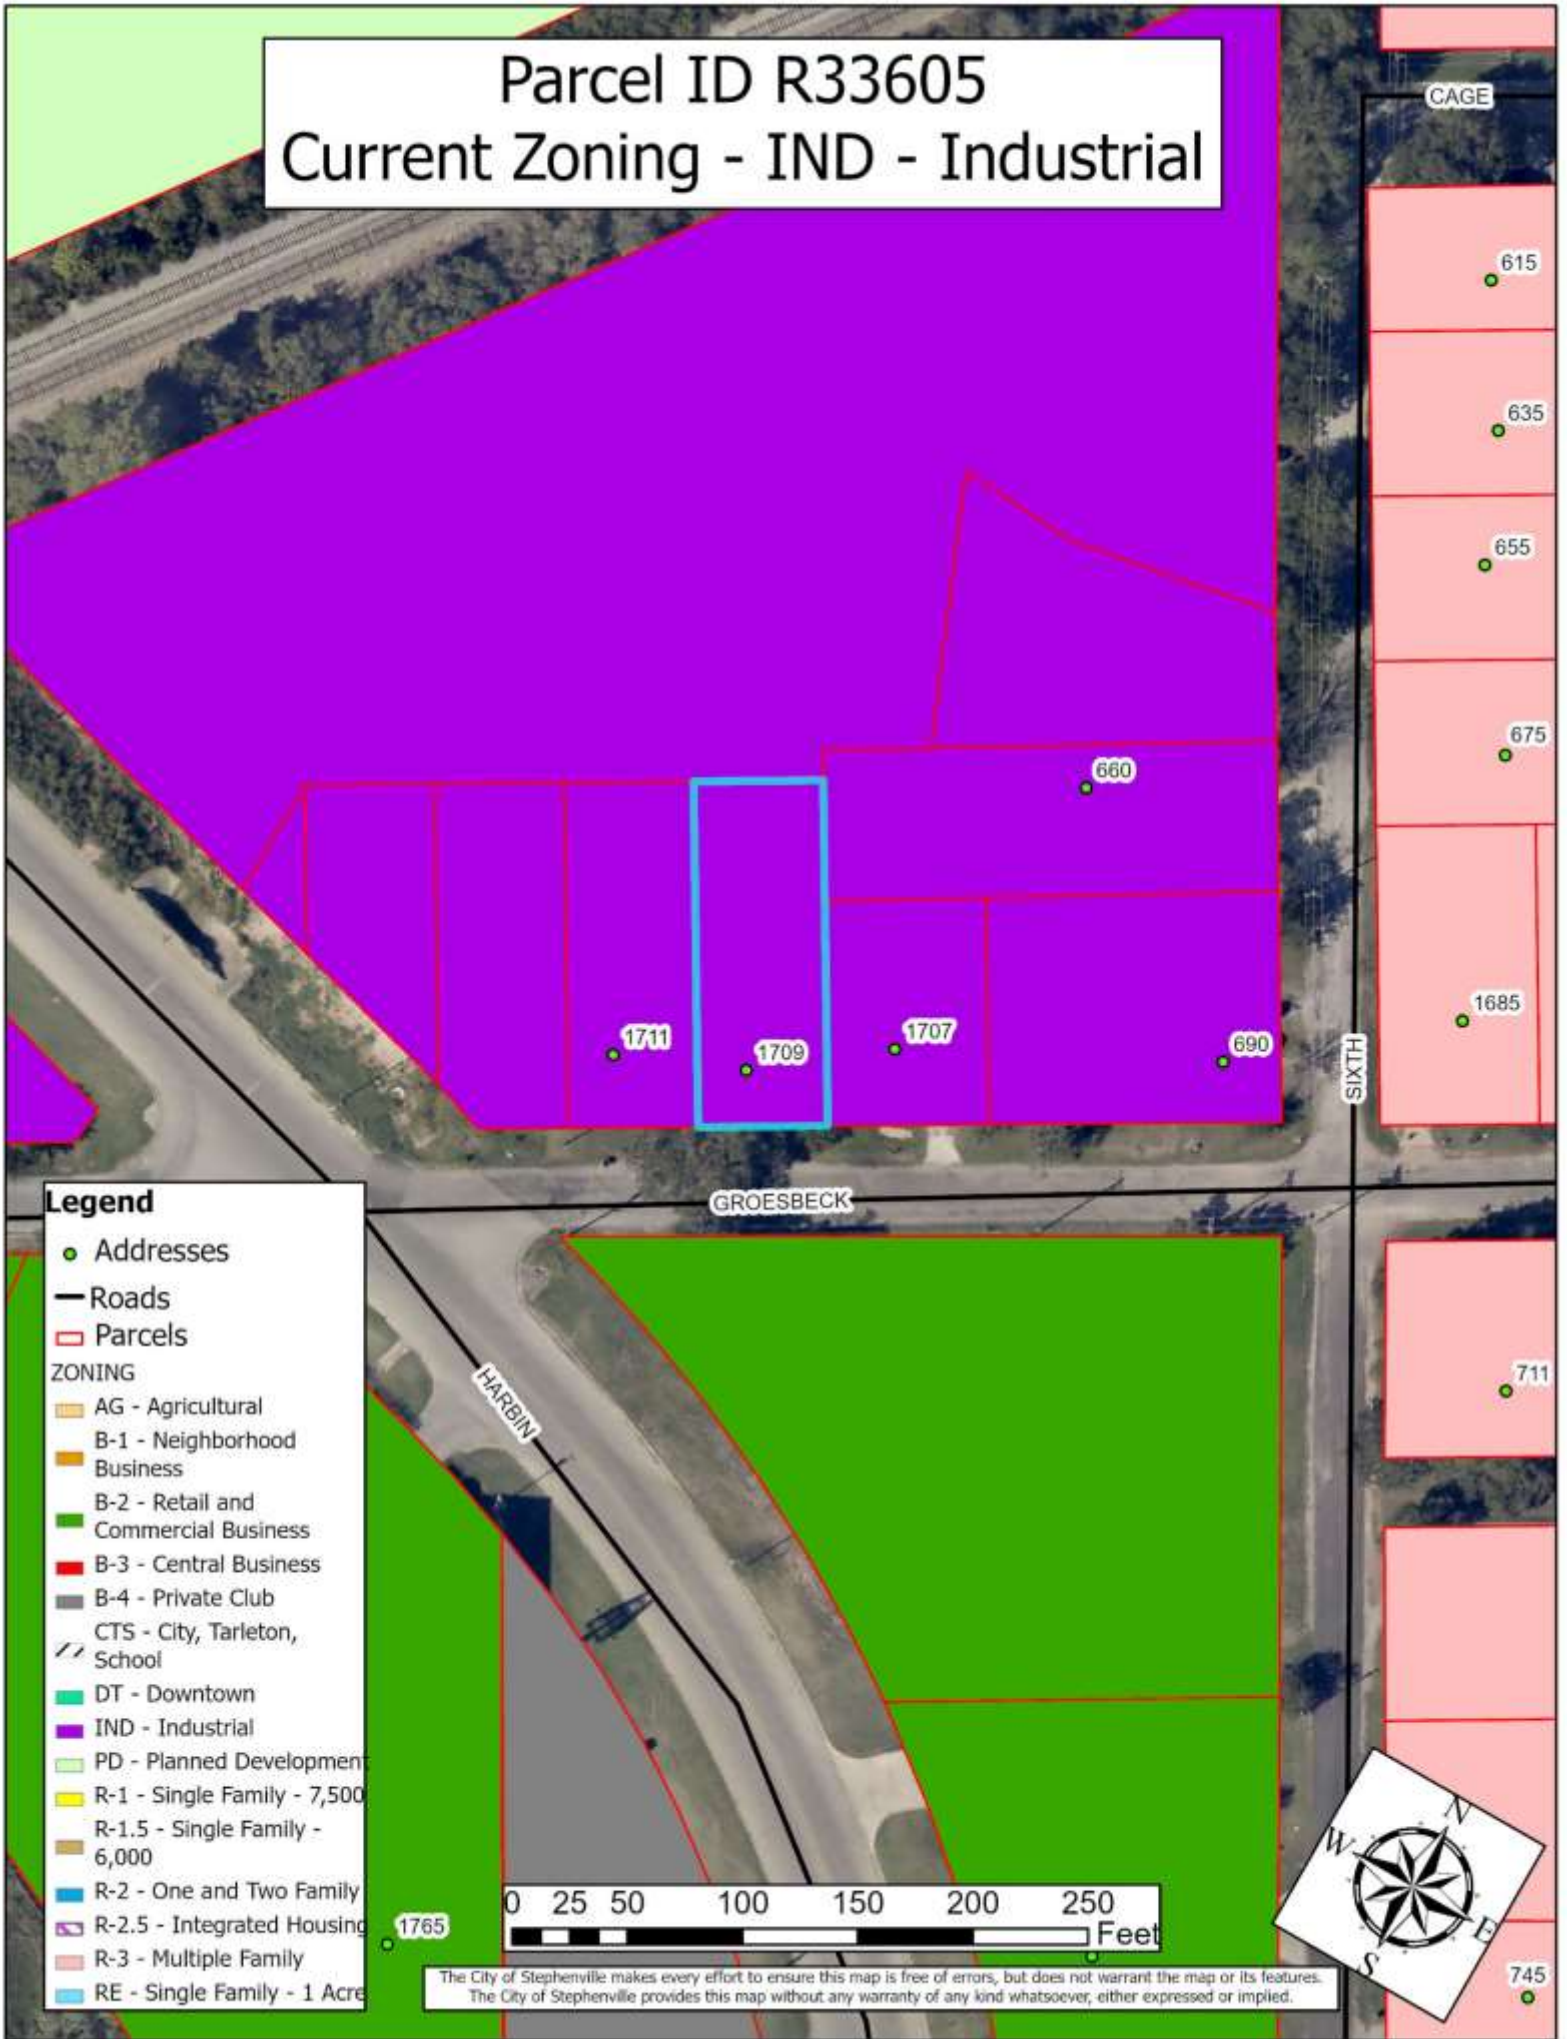 Parcel ID R33605
Current Zoning - IND - Industrial
CAGE
615
635
655
675
660
1685
1711
1709
1707
690
SIXTH
GROESBECK
HARBIN
711
1765
745
Legend
Addresses
Roads
Parcels
ZONING
AG - Agricultural
B-1 - Neighborhood
Business
B-2 - Retail and
Commercial Business
B-3 - Central Business
B-4 - Private Club
CTS - City, Tarleton,
School
DT - Downtown
IND - Industrial
PD - Planned Development
R-1 - Single Family - 7,500
R-1.5 - Single Family -
6,000
R-2 - One and Two Family
R-2.5 - Integrated Housing
R-3 - Multiple Family
RE - Single Family - 1 Acre
0 25 50 100 150 200 250
Feet
N
W
E
S
The City of Stephenville makes every effort to ensure this map is free of errors, but does not warrant the map or its features.
The City of Stephenville provides this map without any warranty of any kind whatsoever, either expressed or implied.